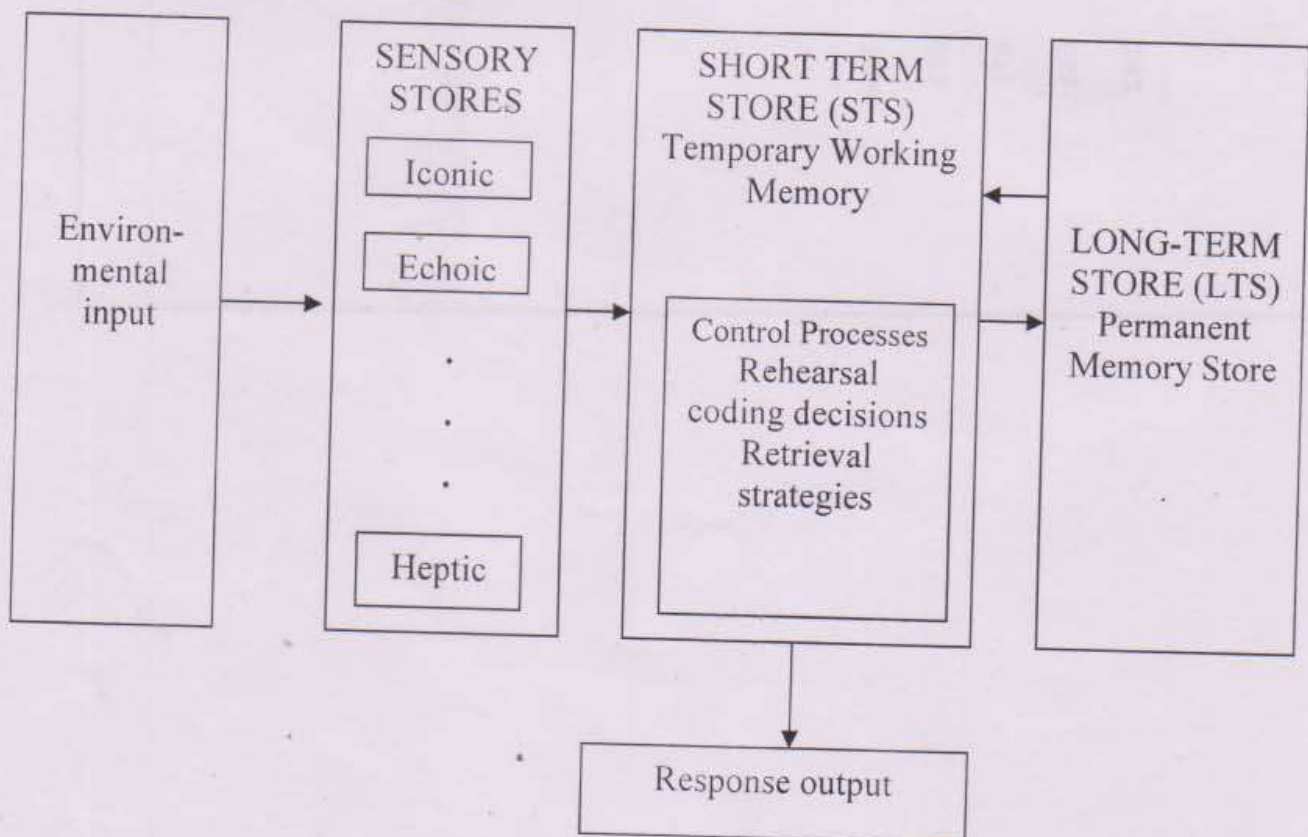 Environ-
mental
input
SENSORY
STORES
Iconic
Echoic
.
.
.
Heptic
SHORT TERM
STORE (STS)
Temporary Working
Memory
Control Processes
Rehearsal
coding decisions
Retrieval
strategies
LONG-TERM
STORE (LTS)
Permanent
Memory Store
Response output